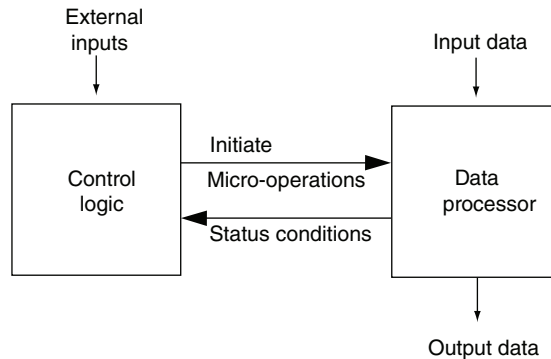 External
inputs
Input data
Initiate
Micro-operations
Control
logic
Data
processor
Status conditions
Output data